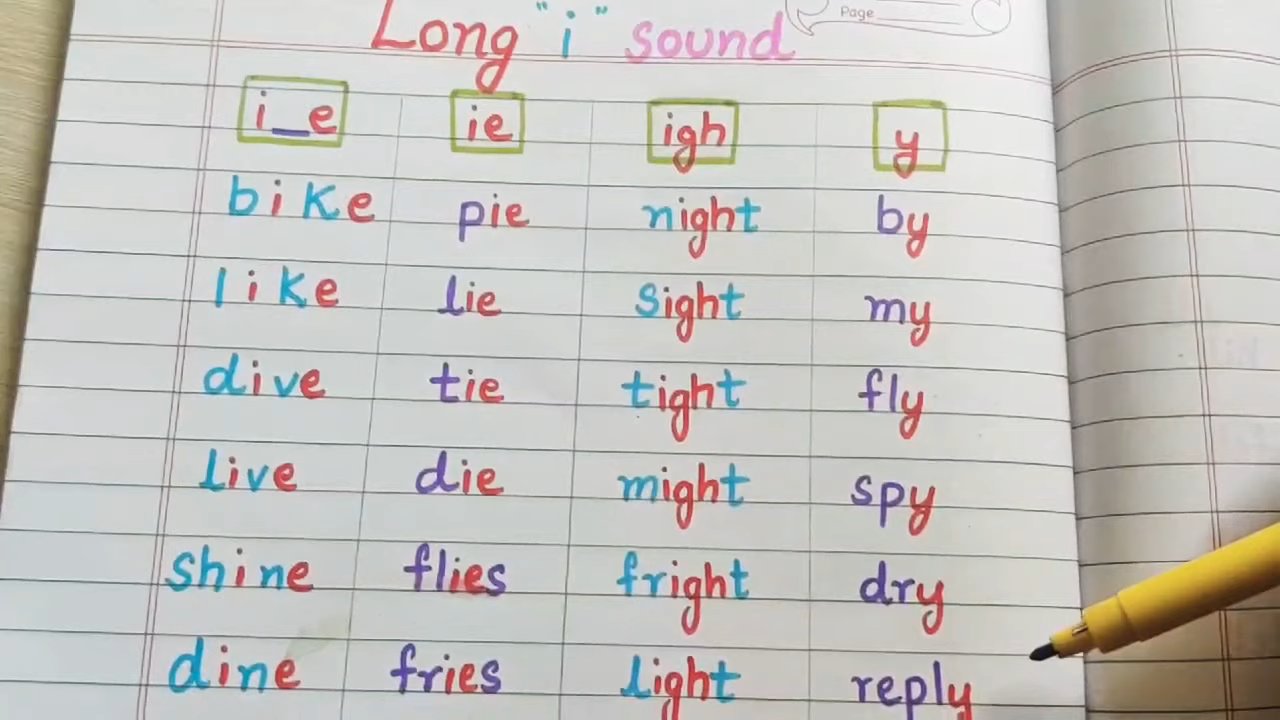 Page
Long "i" sound
i_e ie igh y
bike pie night by
like lie sight my
dive tie tight fly
live die might spy
shine flies fright dry
dine fries light reply